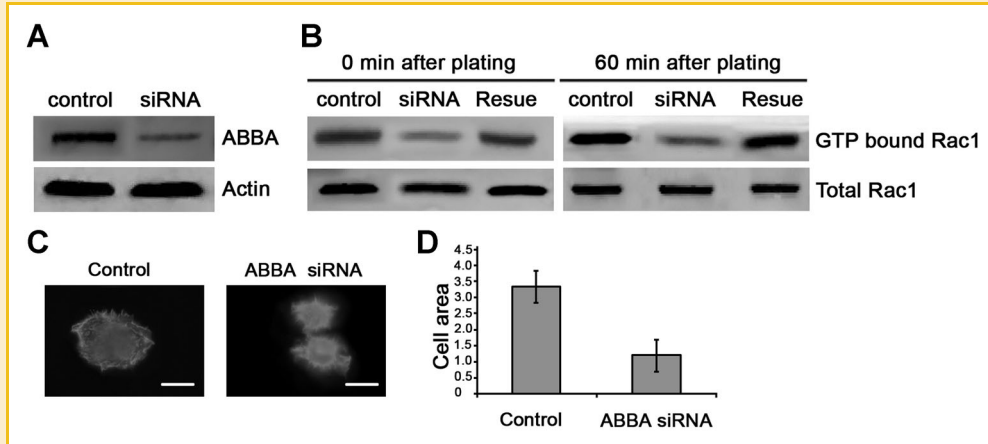 A
control siRNA
ABBA
Actin
B
0 min after plating
60 min after plating
control siRNA Resue
control siRNA Resue
GTP bound Rac1
Total Rac1
C
Control
ABBA siRNA
D
Cell area
4.5
4.0
3.5
3.0
2.5
2.0
1.5
1.0
0.5
0
Control
ABBA siRNA